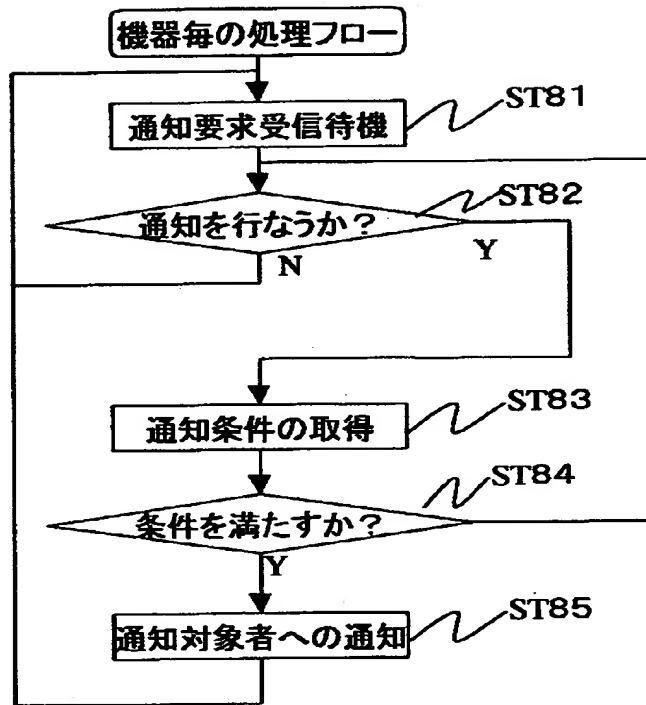 機器毎の処理フロー
ST81
通知要求受信待機
ST82
通知を行なうか？
Y
N
ST83
通知条件の取得
ST84
条件を満たすか？
Y
ST85
通知対象者への通知